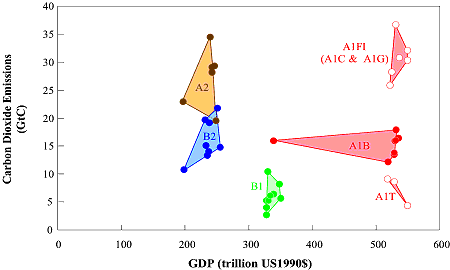 40
35
30
25
20
15
10
5
0
Carbon Dioxide Emissions
(GtC)
A1FI
(A1C & A1G)
A2
B2
A1B
B1
A1T
0 100 200 300 400 500 600
GDP (trillion US1990$)